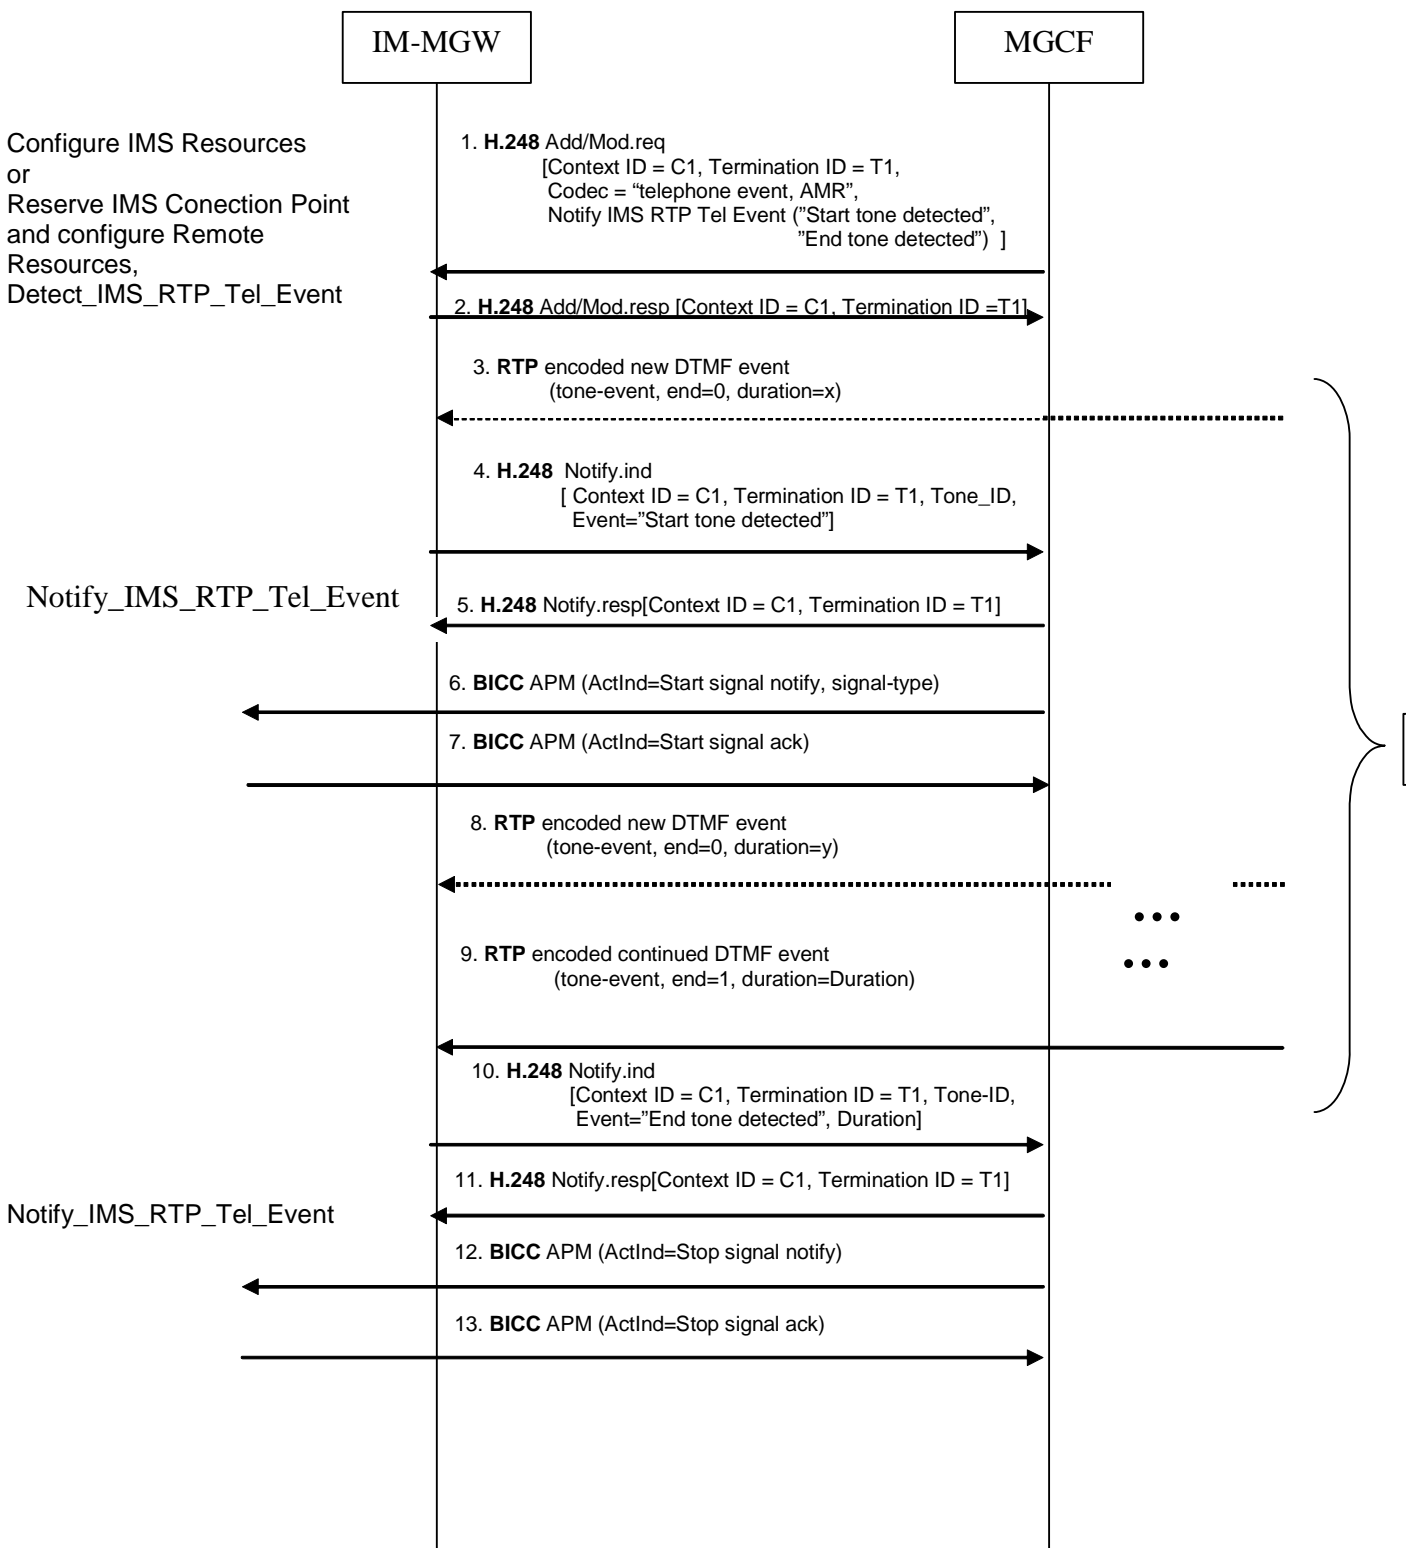 IM-MGW
MGCF
Configure IMS Resources
or
Reserve IMS Conection Point
and configure Remote
Resources,
Detect_IMS_RTP_Tel_Event
1. H.248 Add/Mod.req
[Context ID = C1, Termination ID = T1,
Codec = “telephone event, AMR”,
Notify IMS RTP Tel Event (”Start tone detected”,
”End tone detected”) ]
2. H.248 Add/Mod.resp [Context ID = C1, Termination ID =T1]
3. RTP encoded new DTMF event
(tone-event, end=0, duration=x)
4. H.248 Notify.ind
[ Context ID = C1, Termination ID = T1, Tone_ID,
Event=”Start tone detected”]
Notify_IMS_RTP_Tel_Event
5. H.248 Notify.resp[Context ID = C1, Termination ID = T1]
6. BICC APM (ActInd=Start signal notify, signal-type)
7. BICC APM (ActInd=Start signal ack)
8. RTP encoded new DTMF event
(tone-event, end=0, duration=y)
...
9. RTP encoded continued DTMF event
(tone-event, end=1, duration=Duration)
...
10. H.248 Notify.ind
[Context ID = C1, Termination ID = T1, Tone-ID,
Event=”End tone detected”, Duration]
11. H.248 Notify.resp[Context ID = C1, Termination ID = T1]
Notify_IMS_RTP_Tel_Event
12. BICC APM (ActInd=Stop signal notify)
13. BICC APM (ActInd=Stop signal ack)